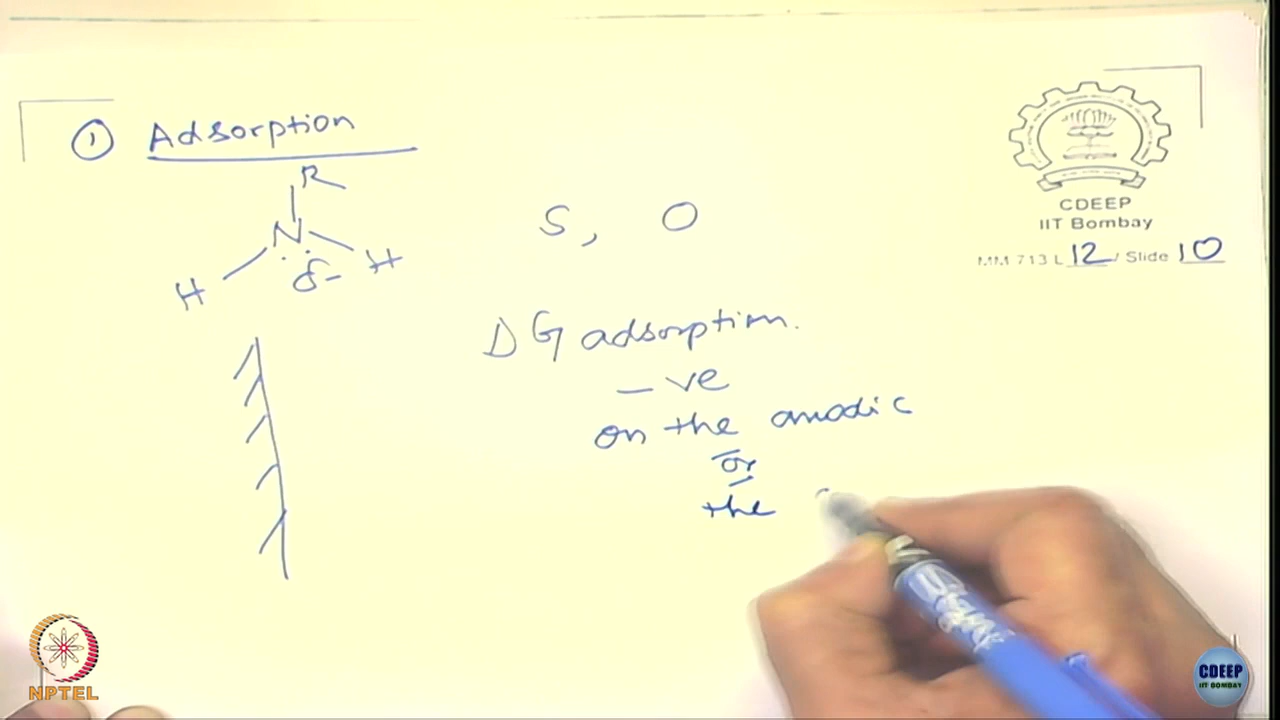 ① Adsorption
R
N
H
δ-
H
S, O
ΔG adsorption.
-ve
on the anodic
or
the
CDEEP
IIT Bombay
MM 713 L 12 / Slide 10
NPTEL
CDEEP
IIT BOMBAY